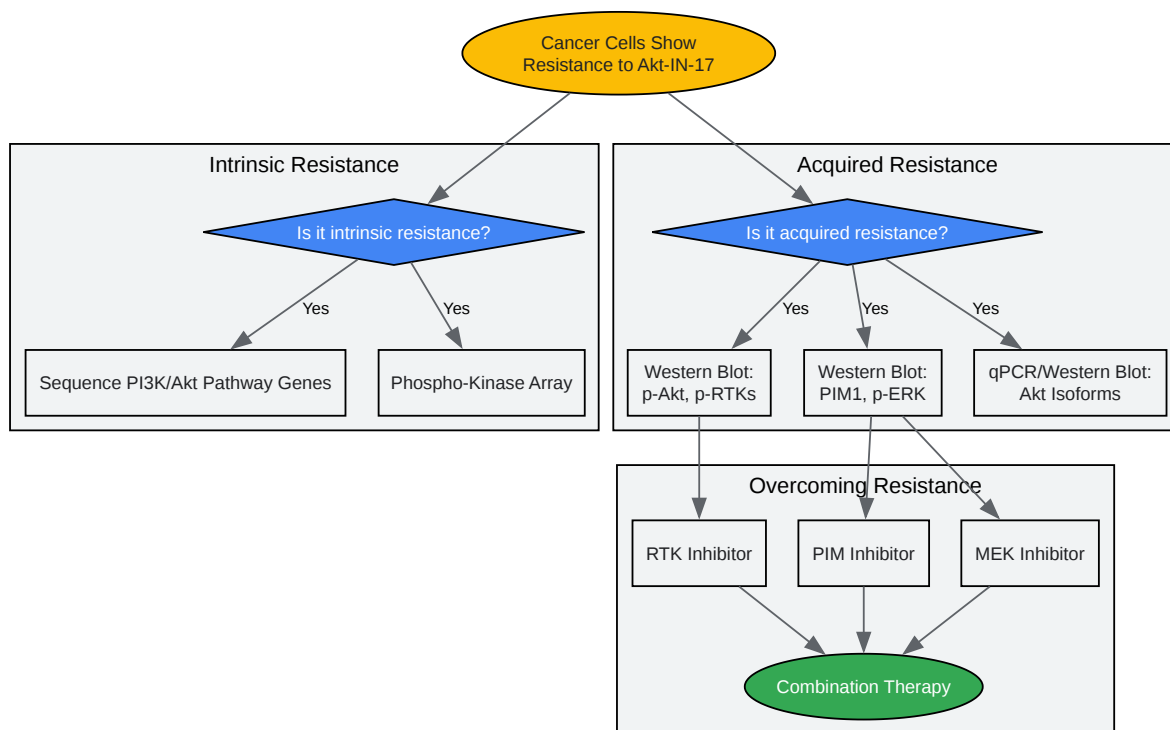 Cancer Cells Show
Resistance to Akt-IN-17
Intrinsic Resistance
Acquired Resistance
Is it intrinsic resistance?
Is it acquired resistance?
Yes
Yes
Yes
Yes
Yes
Sequence PI3K/Akt Pathway Genes
Phospho-Kinase Array
Western Blot:
p-Akt, p-RTKs
Western Blot:
PIM1, p-ERK
qPCR/Western Blot:
Akt Isoforms
Overcoming Resistance
RTK Inhibitor
PIM Inhibitor
MEK Inhibitor
Combination Therapy